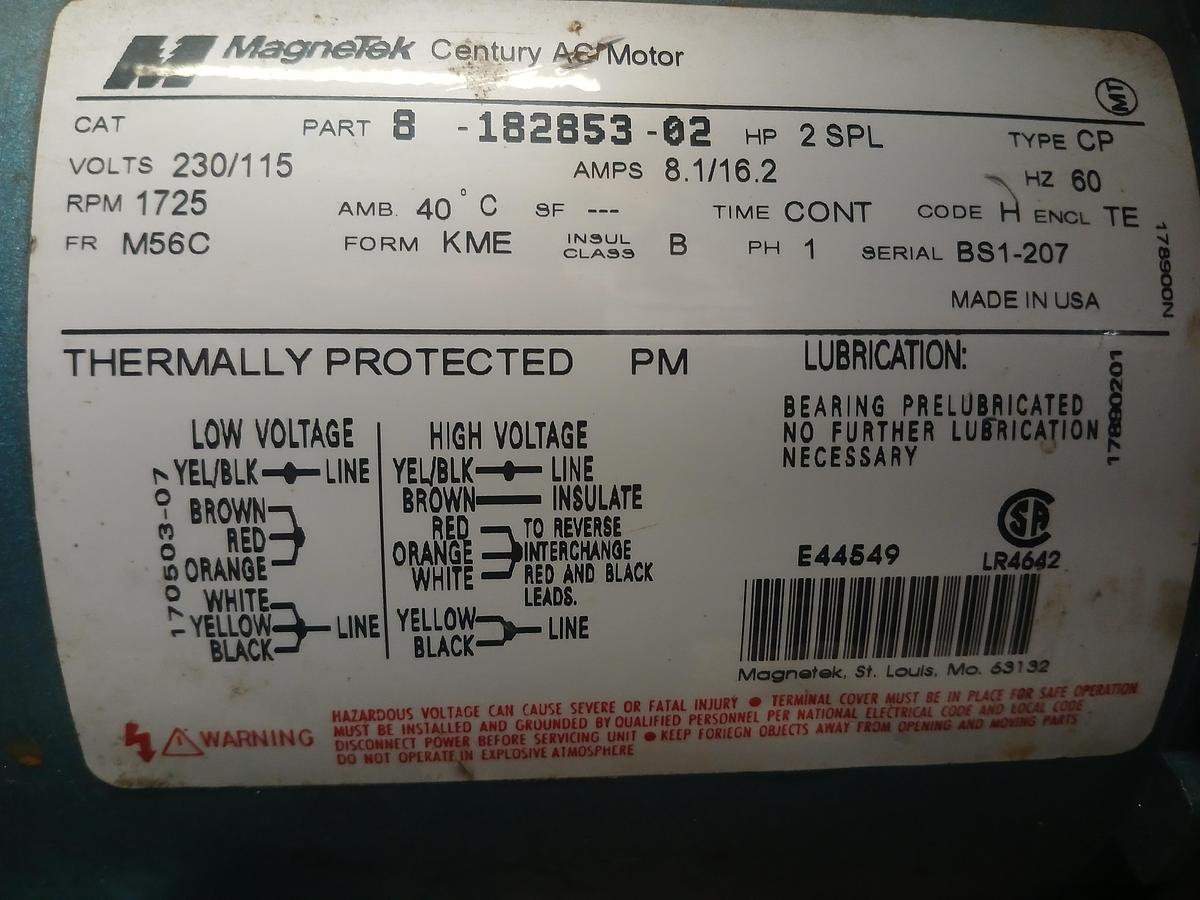 MagneTek Century AC Motor
MT
CAT PART 8 -182853-02 HP 2 SPL TYPE CP
VOLTS 230/115 AMPS 8.1/16.2 HZ 60
RPM 1725 AMB. 40°C SF --- TIME CONT CODE H ENCL TE
FR M56C FORM KME INSUL CLASS B PH 1 SERIAL BS1-207
MADE IN USA
178900N
THERMALLY PROTECTED PM
LUBRICATION:
BEARING PRELUBRICATED
NO FURTHER LUBRICATION
NECESSARY
17890201
170503-07
LOW VOLTAGE
YEL/BLK LINE
BROWN
RED
ORANGE
WHITE
YELLOW LINE
BLACK
HIGH VOLTAGE
YEL/BLK LINE
BROWN INSULATE
RED
ORANGE
WHITE
TO REVERSE
INTERCHANGE
RED AND BLACK
LEADS.
YELLOW
BLACK
LINE
SA
E44549 LR4642
Magnetek, St. Louis, Mo. 63132
WARNING
HAZARDOUS VOLTAGE CAN CAUSE SEVERE OR FATAL INJURY ● TERMINAL COVER MUST BE IN PLACE FOR SAFE OPERATION
MUST BE INSTALLED AND GROUNDED BY QUALIFIED PERSONNEL PER NATIONAL ELECTRICAL CODE AND LOCAL CODE
DISCONNECT POWER BEFORE SERVICING UNIT ● KEEP FORIEGN OBJECTS AWAY FROM OPENING AND MOVING PARTS
DO NOT OPERATE IN EXPLOSIVE ATMOSPHERE